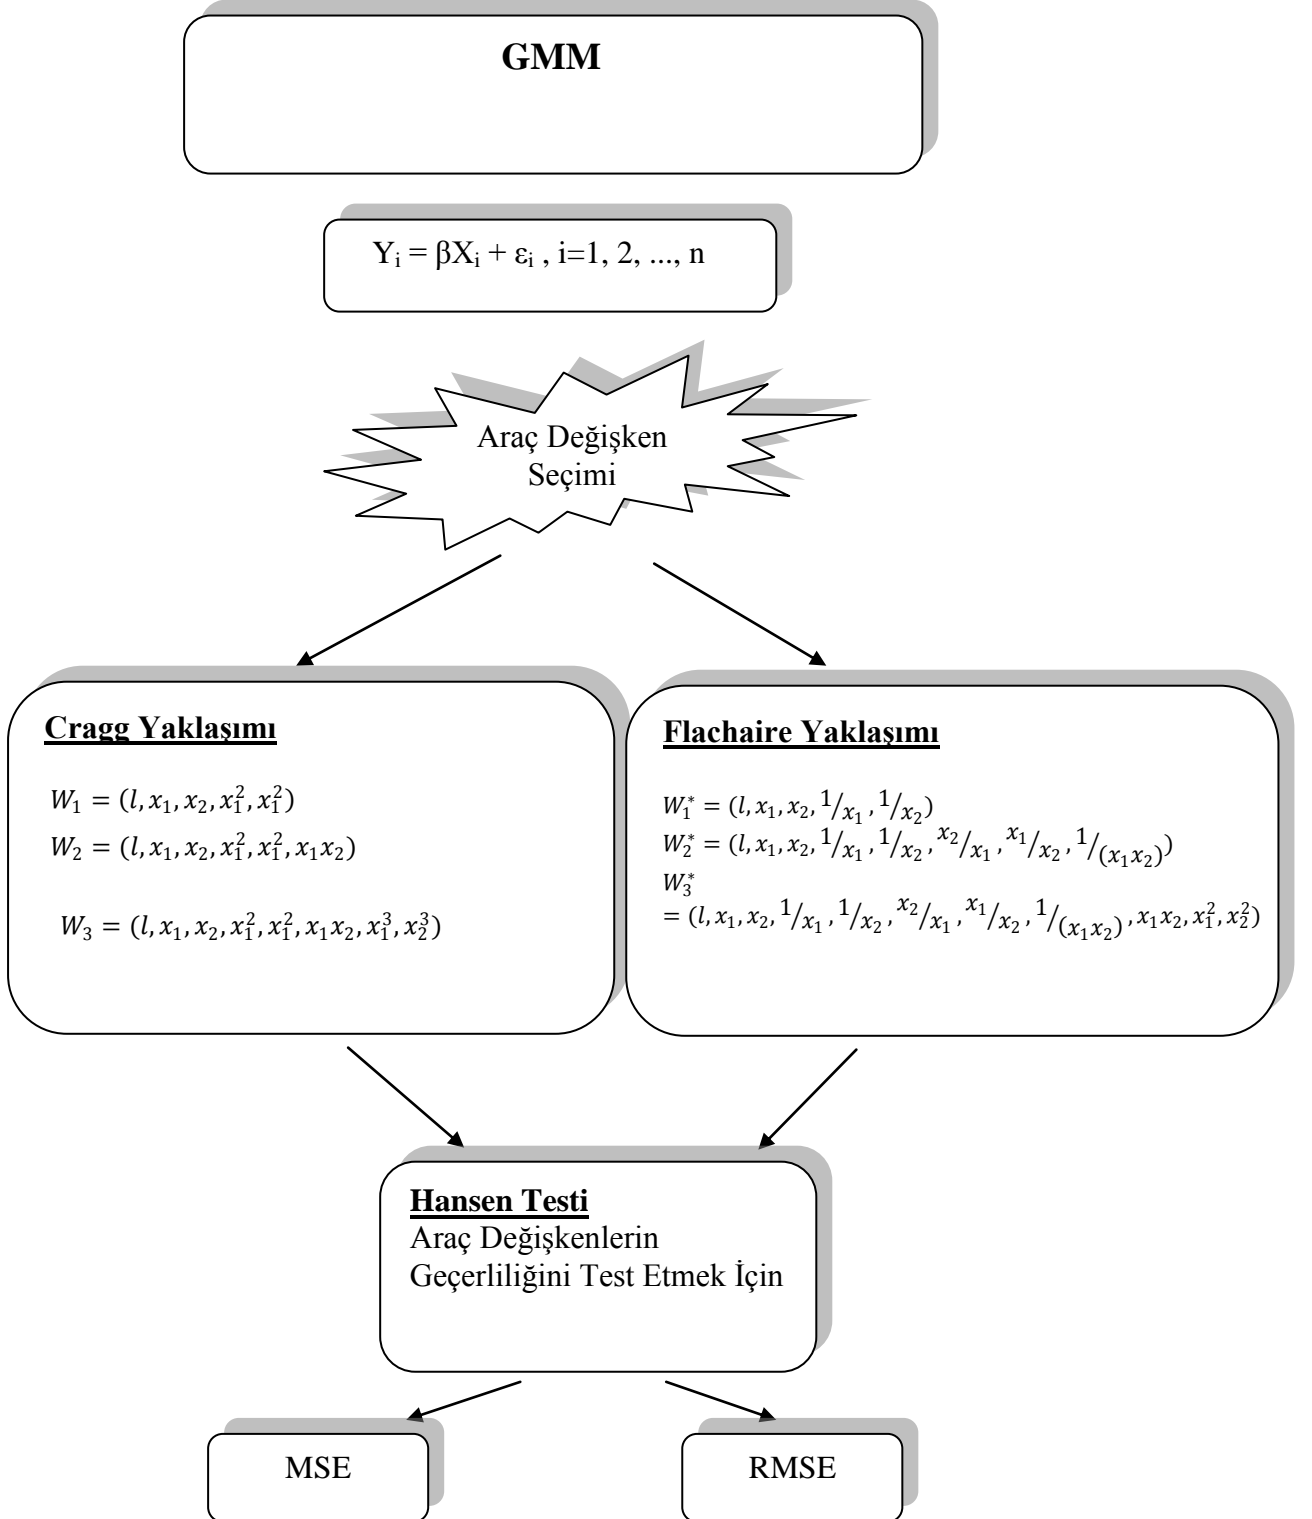 GMM
Yᵢ = βXᵢ + εᵢ , i=1, 2, ..., n
Araç Değişken
Seçimi
Cragg Yaklaşımı
W₁ = (l, x₁, x₂, x₁², x₁²)
W₂ = (l, x₁, x₂, x₁², x₁², x₁x₂)
W₃ = (l, x₁, x₂, x₁², x₁², x₁x₂, x₁³, x₂³)
Flachaire Yaklaşımı
W₁* = (l, x₁, x₂, 1/x₁, 1/x₂)
W₂* = (l, x₁, x₂, 1/x₁, 1/x₂, x₂/x₁, x₁/x₂, 1/(x₁x₂))
W₃*
= (l, x₁, x₂, 1/x₁, 1/x₂, x₂/x₁, x₁/x₂, 1/(x₁x₂), x₁x₂, x₁², x₂²)
Hansen Testi
Araç Değişkenlerin
Geçerliliğini Test Etmek İçin
MSE
RMSE